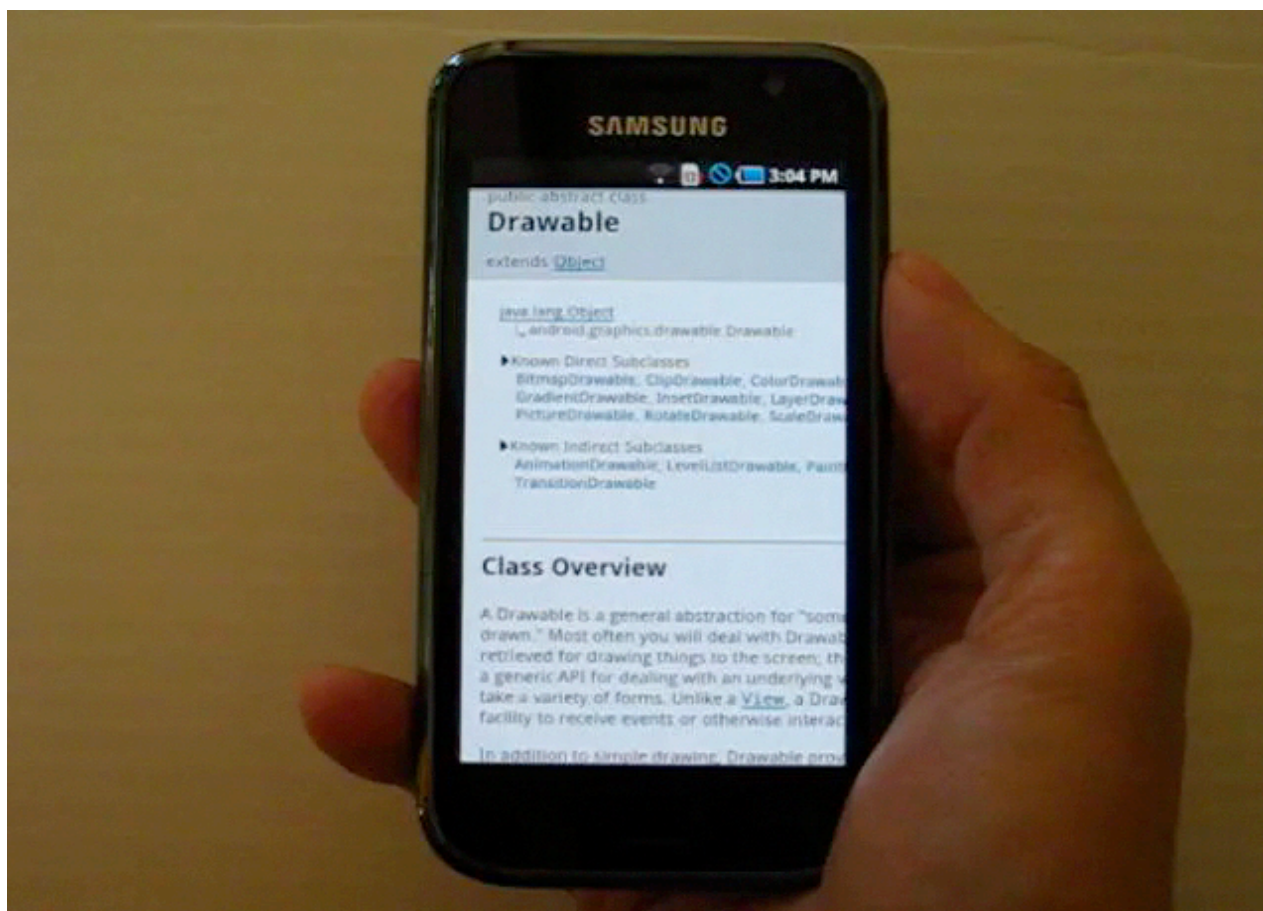 SAMSUNG
3:04 PM
public abstract class
Drawable
extends Object
java.lang.Object
android.graphics.drawable.Drawable
Known Direct Subclasses
BitmapDrawable, ClipDrawable, ColorDrawab
GradientDrawable, InsetDrawable, LayerDraw
PictureDrawable, RotateDrawable, ScaleDraw
Known Indirect Subclasses
AnimationDrawable, LevelListDrawable, Paint
TransitionDrawable
Class Overview
A Drawable is a general abstraction for "som
drawn." Most often you will deal with Drawab
retrieved for drawing things to the screen; th
a generic API for dealing with an underlying v
take a variety of forms. Unlike a View, a Draw
facility to receive events or otherwise interac
In addition to simple drawing, Drawable prov